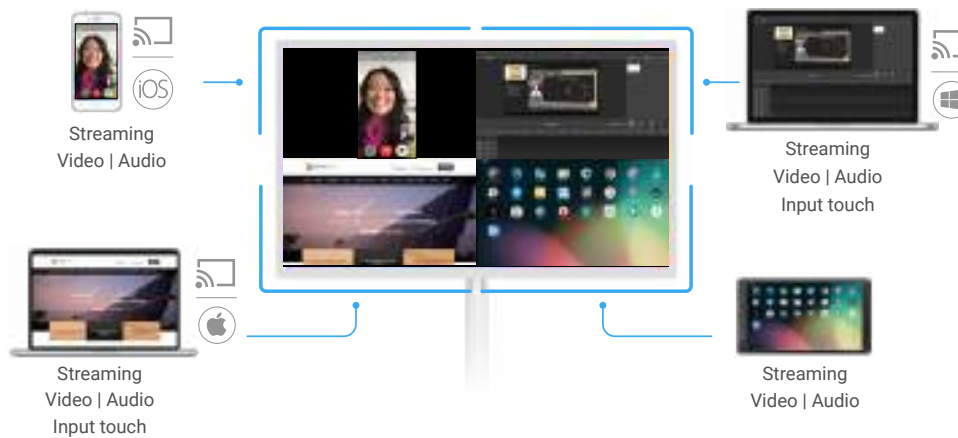 iOS
Streaming
Video | Audio
Streaming
Video | Audio
Input touch
Streaming
Video | Audio
Input touch
Streaming
Video | Audio